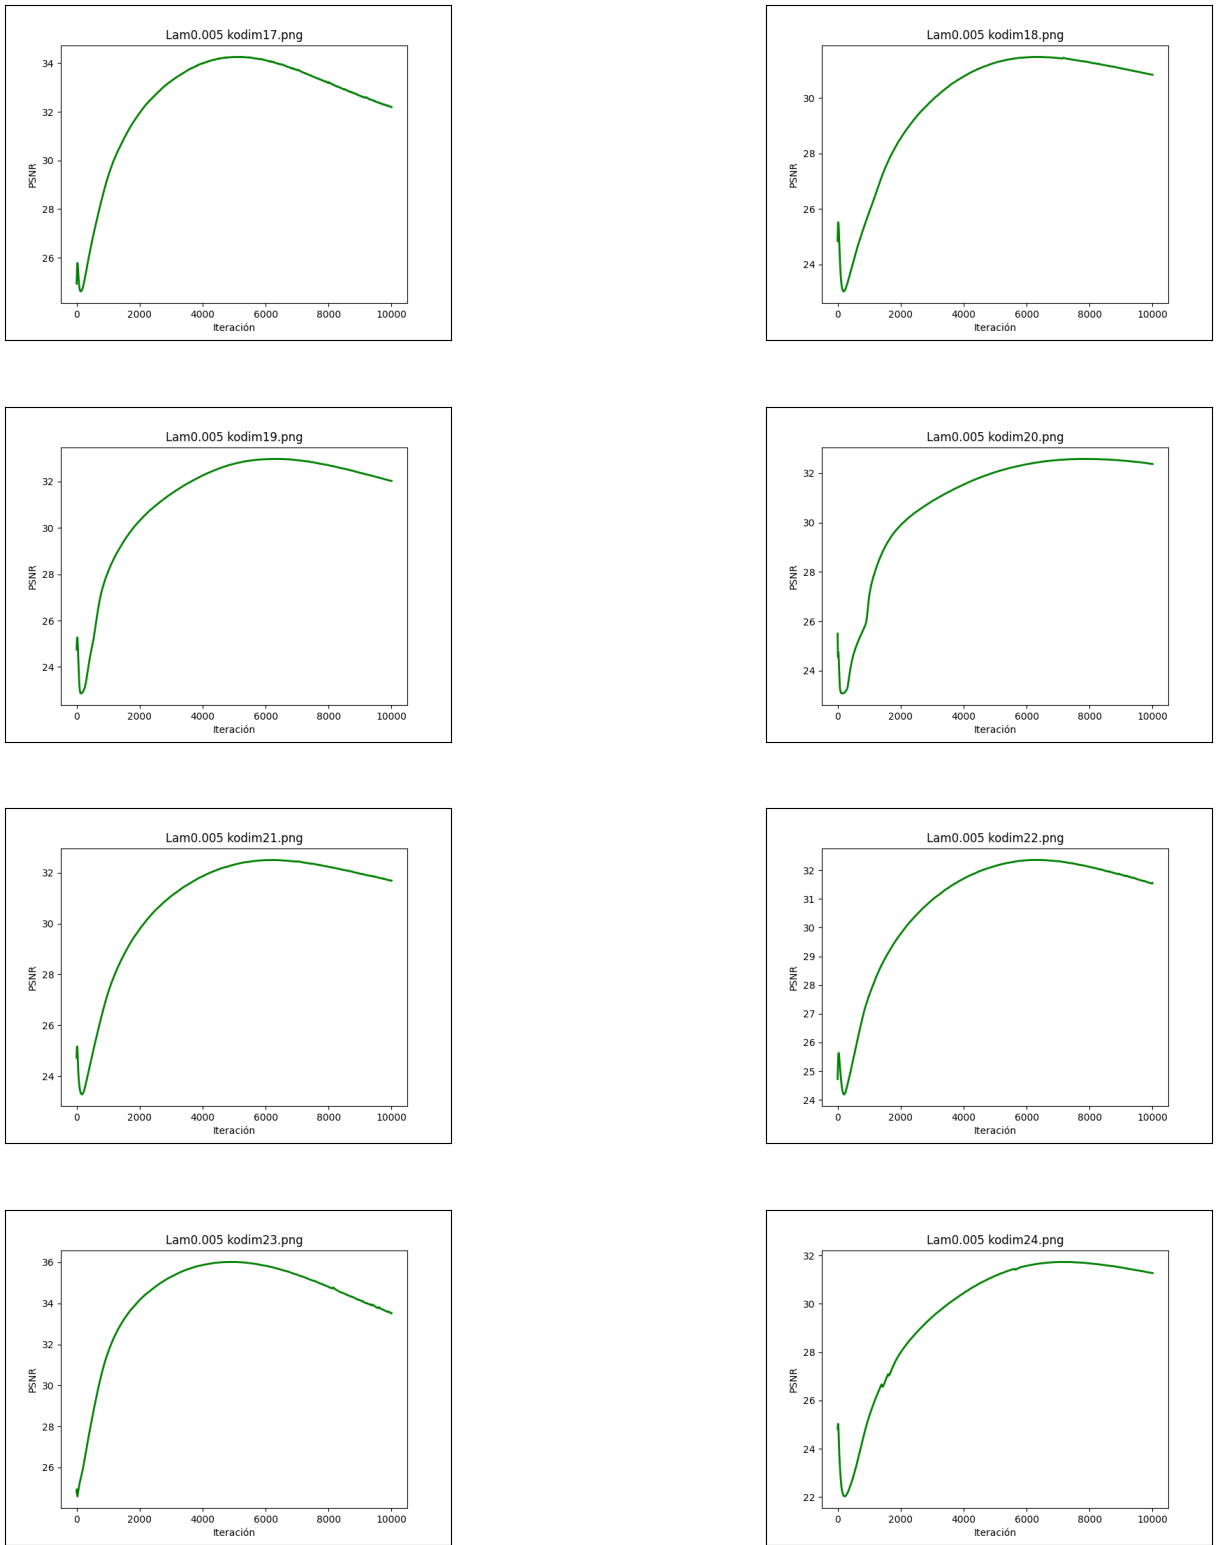 Lam0.005 kodim17.png
34
32
30
28
26
PSNR
0 2000 4000 6000 8000 10000
Iteración
Lam0.005 kodim18.png
30
28
26
24
PSNR
0 2000 4000 6000 8000 10000
Iteración
Lam0.005 kodim19.png
32
30
28
26
24
PSNR
0 2000 4000 6000 8000 10000
Iteración
Lam0.005 kodim20.png
32
30
28
26
24
PSNR
0 2000 4000 6000 8000 10000
Iteración
Lam0.005 kodim21.png
32
30
28
26
24
PSNR
0 2000 4000 6000 8000 10000
Iteración
Lam0.005 kodim22.png
32
31
30
29
28
27
26
25
24
PSNR
0 2000 4000 6000 8000 10000
Iteración
Lam0.005 kodim23.png
36
34
32
30
28
26
PSNR
0 2000 4000 6000 8000 10000
Iteración
Lam0.005 kodim24.png
32
30
28
26
24
22
PSNR
0 2000 4000 6000 8000 10000
Iteración